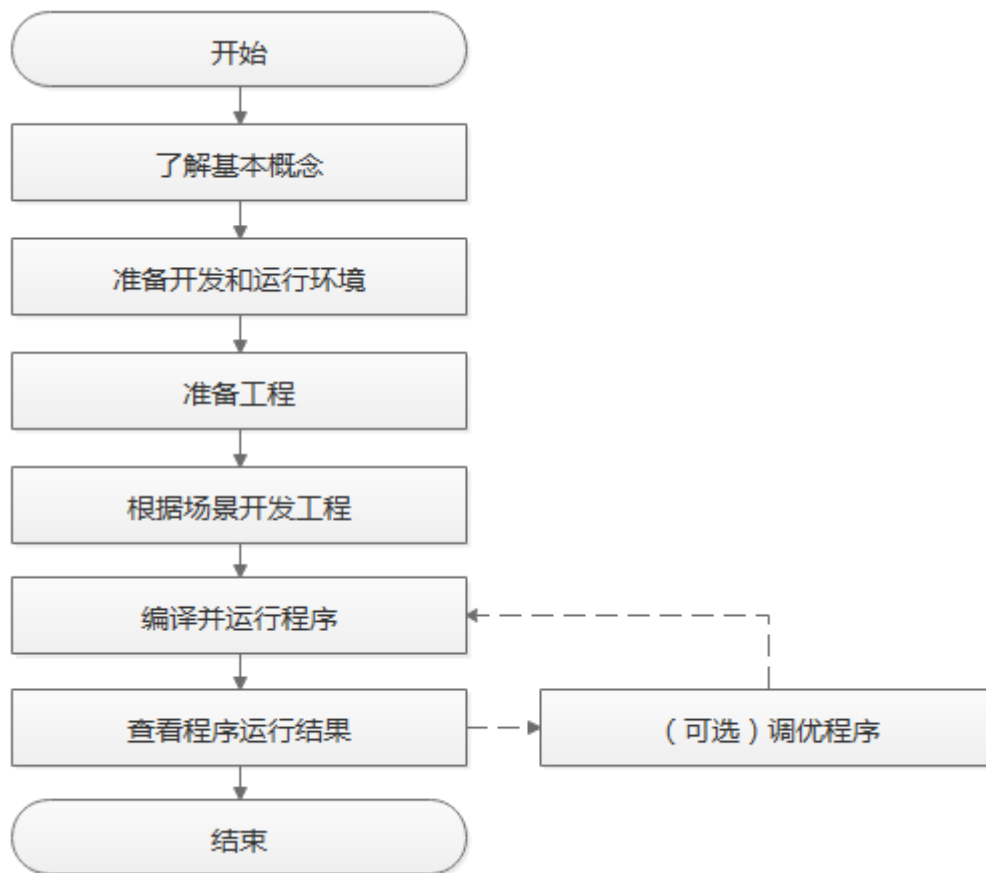 开始
了解基本概念
准备开发和运行环境
准备工程
根据场景开发工程
编译并运行程序
查看程序运行结果
（可选）调优程序
结束